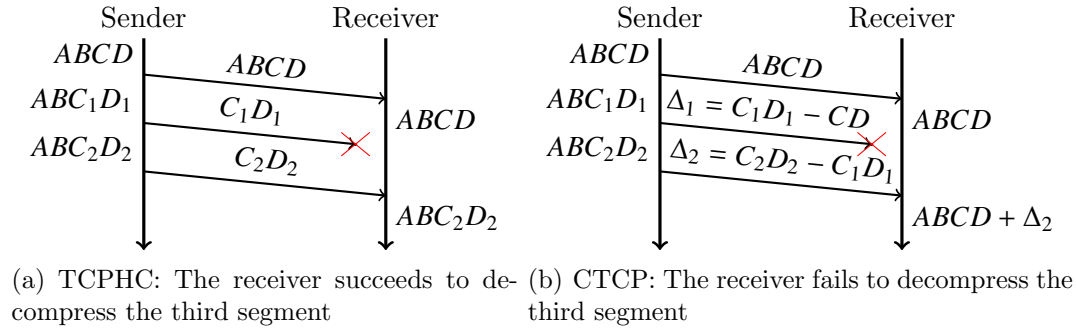 Sender Receiver
ABCD
ABCD
ABC₁D₁
C₁D₁
ABCD
ABC₂D₂
C₂D₂
ABC₂D₂
(a) TCPHC: The receiver succeeds to de-
compress the third segment
Sender Receiver
ABCD
ABCD
ABC₁D₁
Δ₁ = C₁D₁ − CD
ABCD
ABC₂D₂
Δ₂ = C₂D₂ − C₁D₁
ABCD + Δ₂
(b) CTCP: The receiver fails to decompress the
third segment